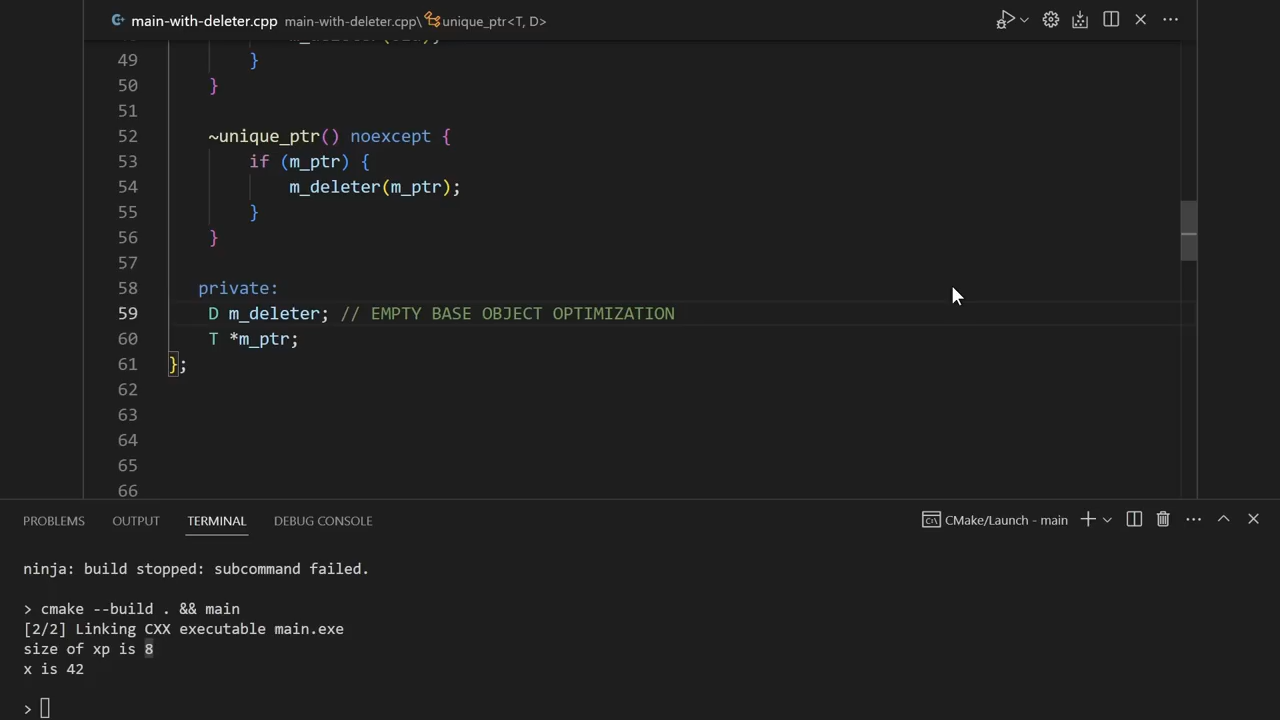 main-with-deleter.cpp main-with-deleter.cpp\ unique_ptr<T, D>
49 }
50 }
51
52 ~unique_ptr() noexcept {
53 if (m_ptr) {
54 m_deleter(m_ptr);
55 }
56 }
57
58 private:
59 D m_deleter; // EMPTY BASE OBJECT OPTIMIZATION
60 T *m_ptr;
61 };
62
63
64
65
66
PROBLEMS OUTPUT TERMINAL DEBUG CONSOLE CMake/Launch - main
ninja: build stopped: subcommand failed.
> cmake --build . && main
[2/2] Linking CXX executable main.exe
size of xp is 8
x is 42
>